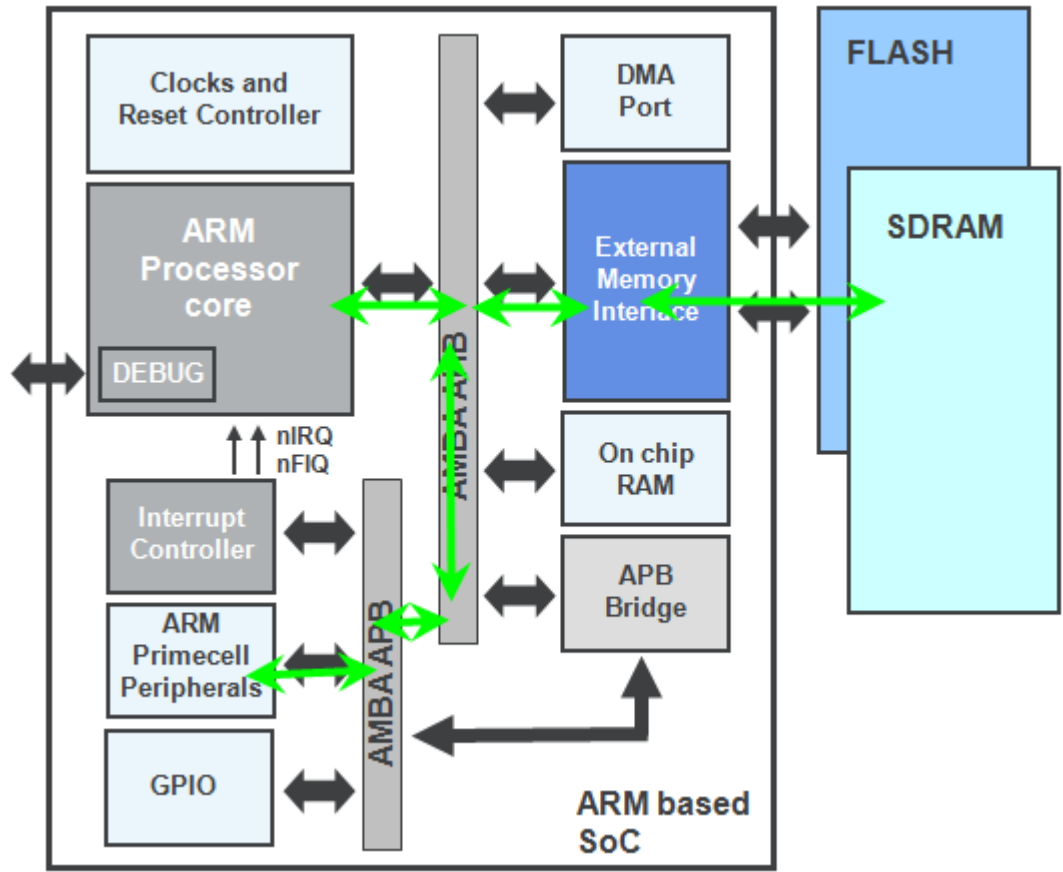 Clocks and
Reset Controller
ARM
Processor
core
DEBUG
nIRQ
nFIQ
Interrupt
Controller
ARM
Primecell
Peripherals
GPIO
AMBA APB
AMBA AHB
DMA
Port
External
Memory
Interface
On chip
RAM
APB
Bridge
ARM based
SoC
FLASH
SDRAM